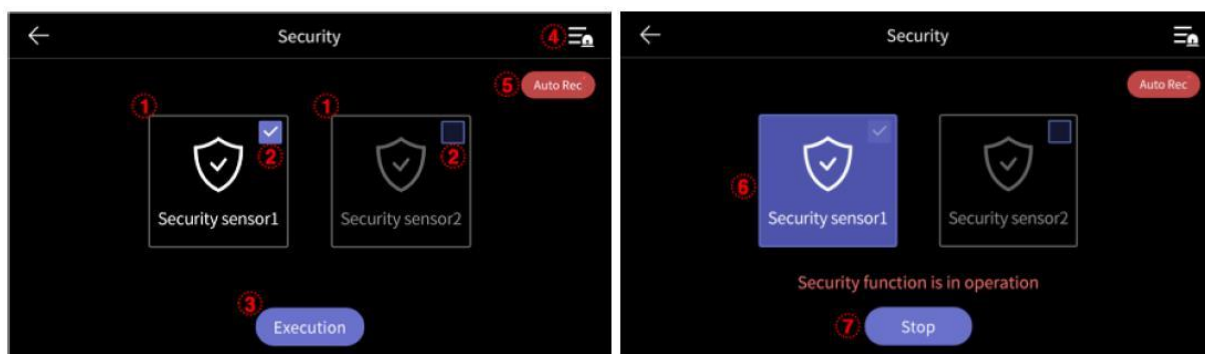 Security
④
⑤ Auto Rec
① ①
② ②
Security sensor1
Security sensor2
③
Execution
Security
Auto Rec
⑥
Security sensor1
Security sensor2
Security function is in operation
⑦ Stop